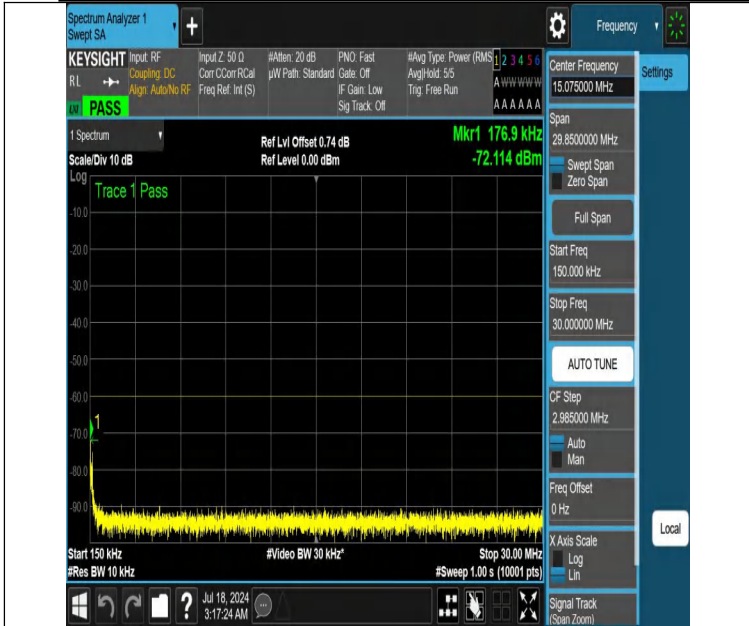 Spectrum Analyzer 1
Swept SA
Frequency
KEYSIGHT
RL
PASS
Input: RF
Coupling: DC
Align: Auto/No RF
Input Z: 50 Ω
Corr CCorr RCal
Freq Ref: Int (S)
#Atten: 20 dB
µW Path: Standard
PNO: Fast
Gate: Off
IF Gain: Low
Sig Track: Off
#Avg Type: Power (RMS
Avg|Hold: 5/5
Trig: Free Run
1 2 3 4 5 6
A W W W W W
A A A A A A
1 Spectrum
Scale/Div 10 dB
Ref Lvl Offset 0.74 dB
Ref Level 0.00 dBm
Mkr1 176.9 kHz
-72.114 dBm
Log
Trace 1 Pass
-10.0
-20.0
-30.0
-40.0
-50.0
-60.0
1
-70.0
-80.0
-90.0
Start 150 kHz
#Video BW 30 kHz*
Stop 30.00 MHz
#Res BW 10 kHz
#Sweep 1.00 s (10001 pts)
Jul 18, 2024
3:17:24 AM
Center Frequency
15.075000 MHz
Settings
Span
29.8500000 MHz
Swept Span
Zero Span
Full Span
Start Freq
150.000 kHz
Stop Freq
30.000000 MHz
AUTO TUNE
CF Step
2.985000 MHz
Auto
Man
Freq Offset
0 Hz
X Axis Scale
Log
Lin
Local
Signal Track
(Span Zoom)